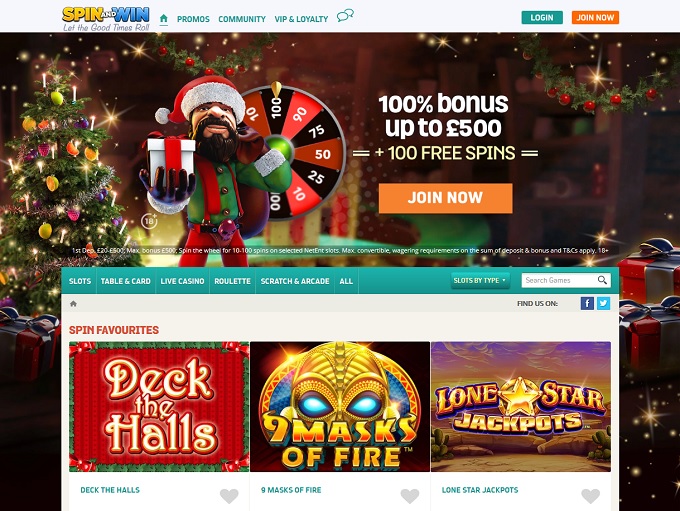 SPIN AND WIN
Let the Good Times Roll
PROMOS COMMUNITY VIP & LOYALTY
LOGIN JOIN NOW
100
90
75
50
25
10
100
10
100% bonus
up to £500
+ 100 FREE SPINS
JOIN NOW
18+
1st Dep. £20-£500; Max. bonus £500; Spin the wheel for 10-100 spins on selected NetEnt slots. Max. convertible, wagering requirements on the sum of deposit & bonus and T&Cs apply. 18+
SLOTS TABLE & CARD LIVE CASINO ROULETTE SCRATCH & ARCADE ALL SLOTS BY TYPE Search Games
FIND US ON:
SPIN FAVOURITES
Deck
the
Halls
9 MASKS
OF FIRE™
LONE STAR
JACKPOTS
DECK THE HALLS 9 MASKS OF FIRE LONE STAR JACKPOTS